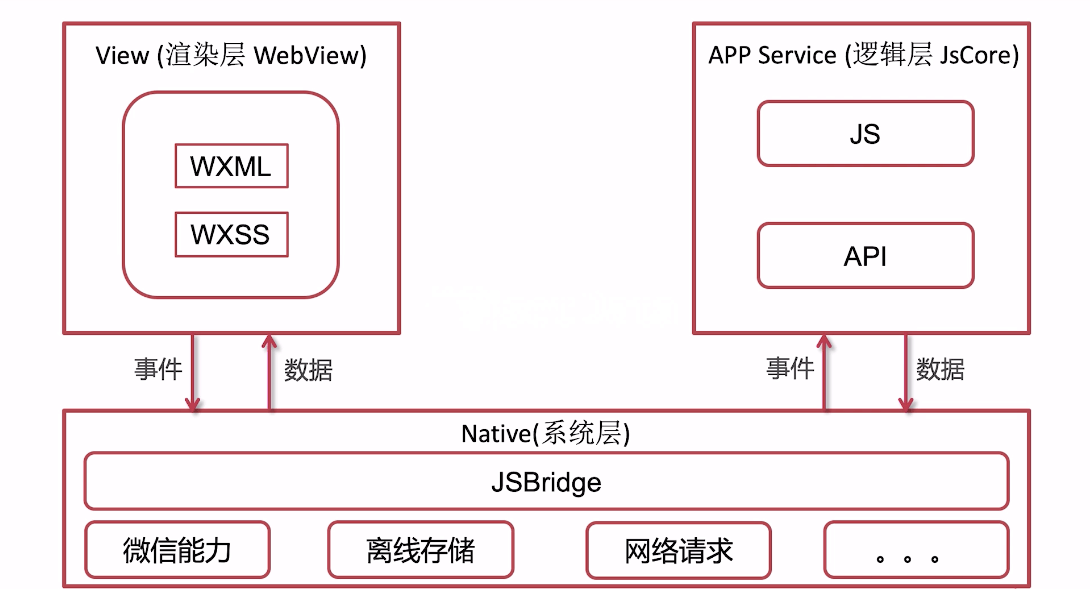 View (渲染层 WebView)
WXML
WXSS
APP Service (逻辑层 JsCore)
JS
API
事件
数据
事件
数据
Native(系统层)
JSBridge
微信能力
离线存储
网络请求
。。。